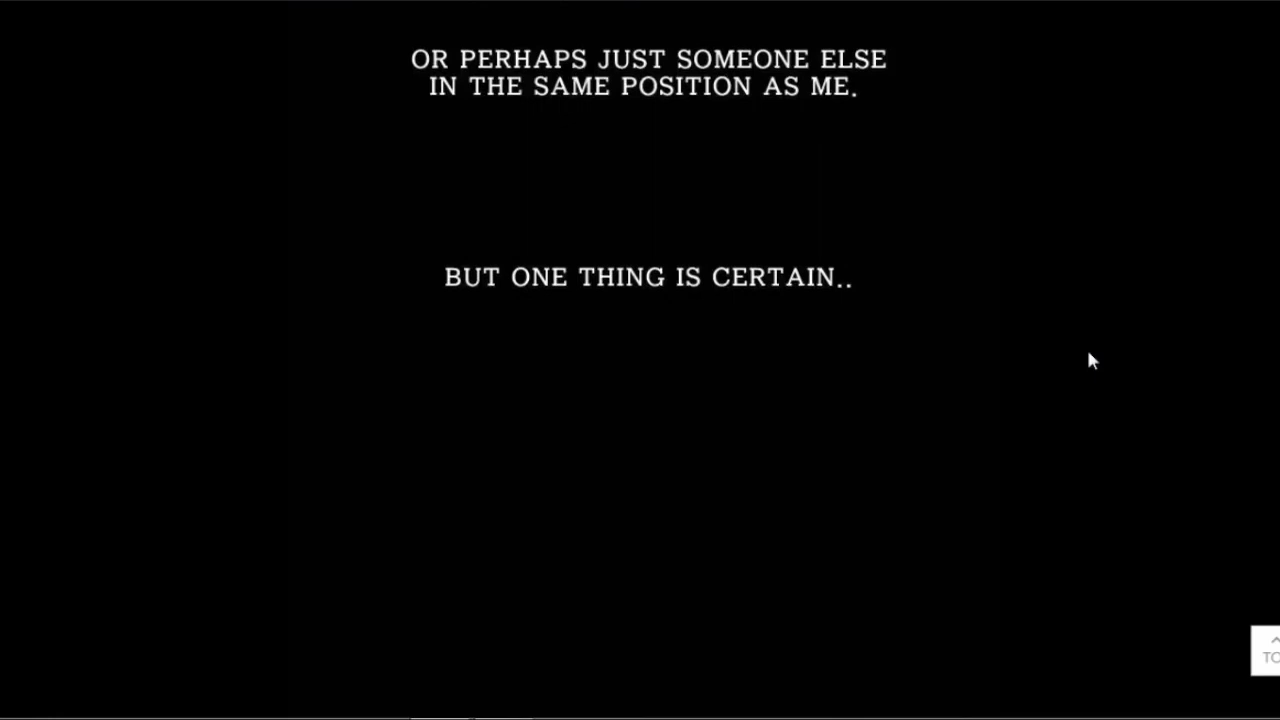 OR PERHAPS JUST SOMEONE ELSE
IN THE SAME POSITION AS ME.
BUT ONE THING IS CERTAIN..